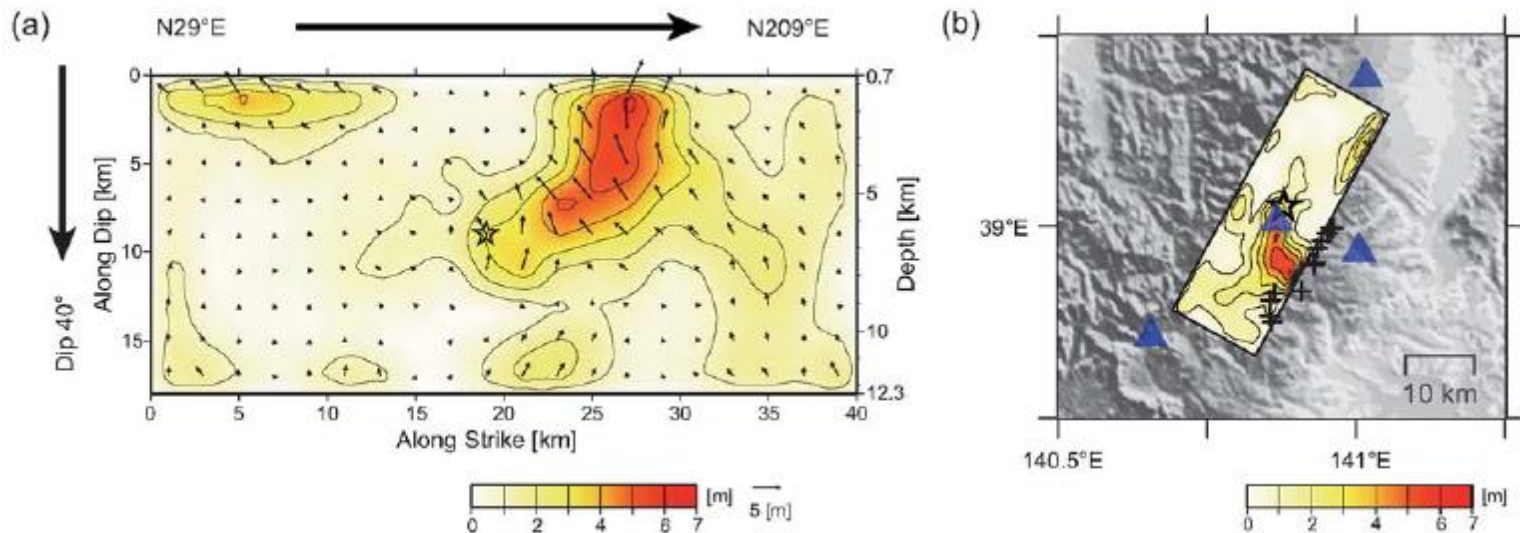 (a)
N29°E
N209°E
Dip 40°
Along Dip [km]
0
5
10
15
0.7
5
10
12.3
Depth [km]
0
5
10
15
20
25
30
35
40
Along Strike [km]
0
2
4
6
7
[m]
5 [m]
(b)
39°E
10 km
140.5°E
141°E
0
2
4
6
7
[m]